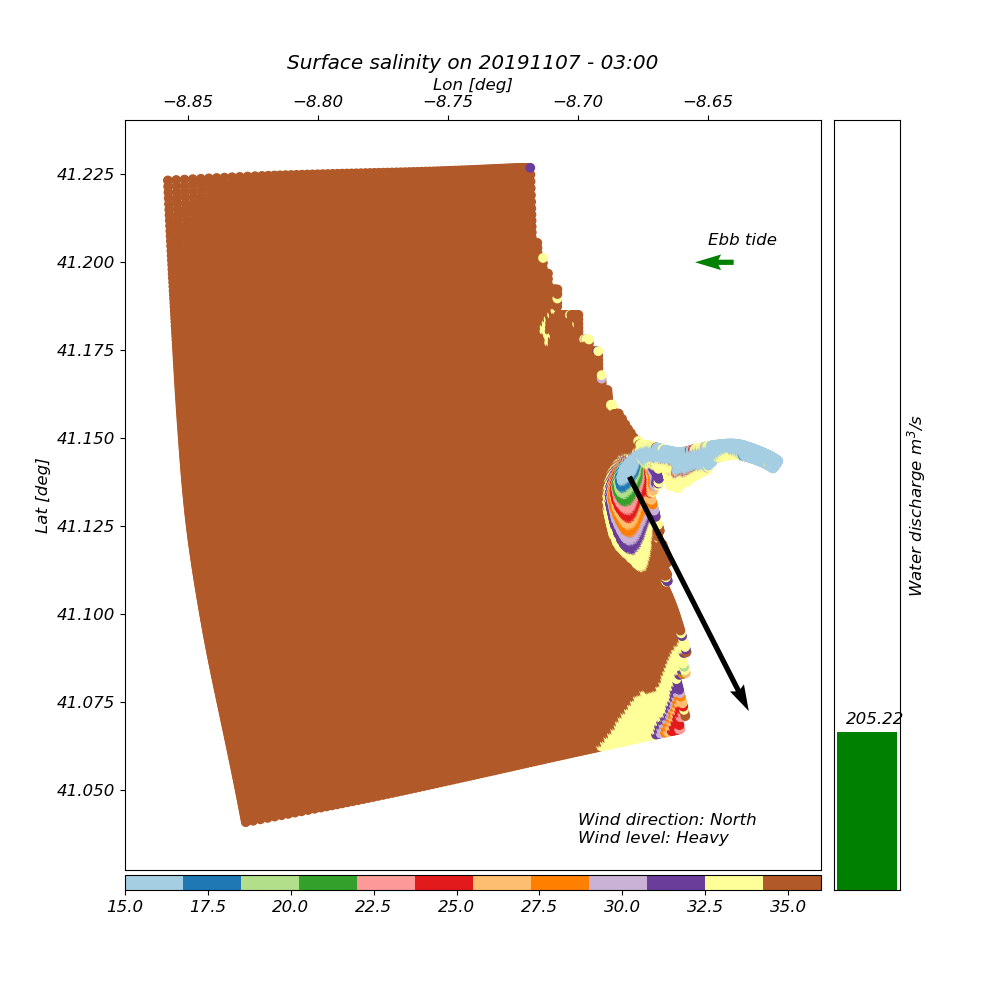 Surface salinity on 20191107 - 03:00
Lon [deg]
−8.85 −8.80 −8.75 −8.70 −8.65
41.225
41.200
41.175
41.150
41.125
41.100
41.075
41.050
Lat [deg]
Ebb tide
Wind direction: North
Wind level: Heavy
205.22
Water discharge m³/s
15.0 17.5 20.0 22.5 25.0 27.5 30.0 32.5 35.0